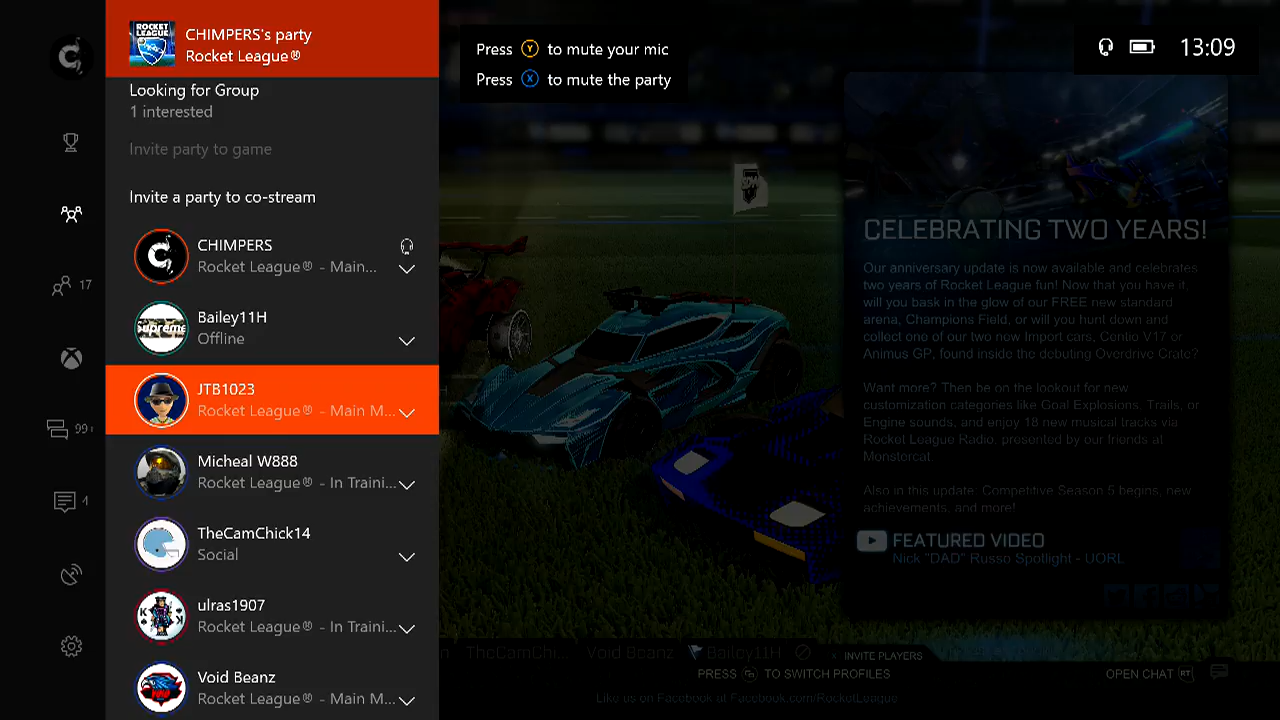 CHIMPERS's party
Rocket League®
Looking for Group
1 interested
Invite party to game
Invite a party to co-stream
CHIMPERS
Rocket League® - Main...
Bailey11H
Offline
JTB1023
Rocket League® - Main M...
Micheal W888
Rocket League® - In Traini...
TheCamChick14
Social
ulras1907
Rocket League® - In Traini...
Void Beanz
Rocket League® - Main M...
17
99+
4
ROCKET
LEAGUE
Supreme
K
K
Press Y to mute your mic
Press X to mute the party
13:09
CELEBRATING TWO YEARS!
Our anniversary update is now available and celebrates
two years of Rocket League fun! Now that you have it,
will you bask in the glow of our FREE new standard
arena, Champions Field, or will you hunt down and
collect one of our two new Import cars, Centio V17 or
Animus GP, found inside the debuting Overdrive Crate?
Want more? Then be on the lookout for new
customization categories like Goal Explosions, Trails, or
Engine sounds, and enjoy 18 new musical tracks via
Rocket League Radio, presented by our friends at
Monstercat.
Also in this update: Competitive Season 5 begins, new
achievements, and more!
FEATURED VIDEO
Nick "DAD" Russo Spotlight - UORL
TheCamChi... Void Beanz Bailey11H
INVITE PLAYERS
PRESS TO SWITCH PROFILES
OPEN CHAT RT
Like us on Facebook at Facebook.com/RocketLeague